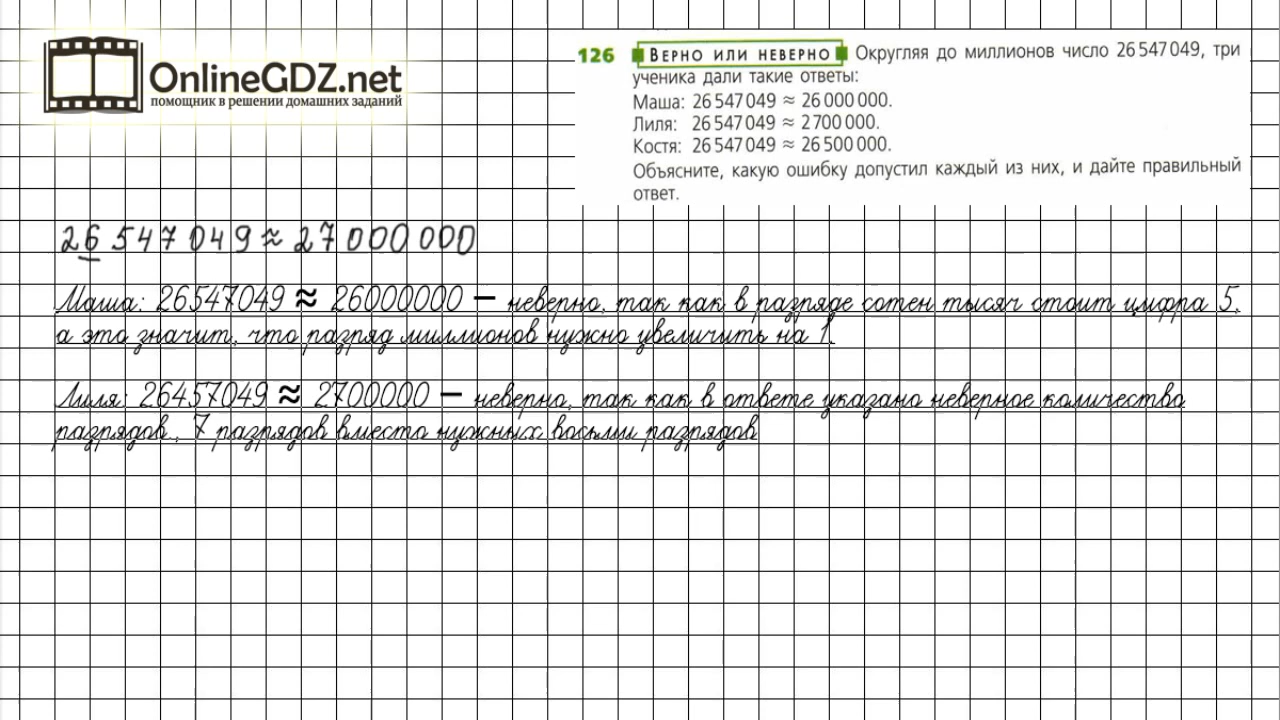 OnlineGDZ.net
помощник в решении домашних заданий
126 ВЕРНО ИЛИ НЕВЕРНО Округляя до миллионов число 26 547 049, три
ученика дали такие ответы:
Маша: 26 547 049 ≈ 26 000 000.
Лиля: 26 547 049 ≈ 2 700 000.
Костя: 26 547 049 ≈ 26 500 000.
Объясните, какую ошибку допустил каждый из них, и дайте правильный
ответ.
26 547 049 ≈ 27 000 000
Маша: 26547049 ≈ 26000000 – неверно, так как в разряде сотен тысяч стоит цифра 5,
а это значит, что разряд миллионов нужно увеличить на 1.
Лиля: 26457049 ≈ 2700000 – неверно, так как в ответе указано неверное количество
разрядов, 7 разрядов вместо нужных восьми разрядов